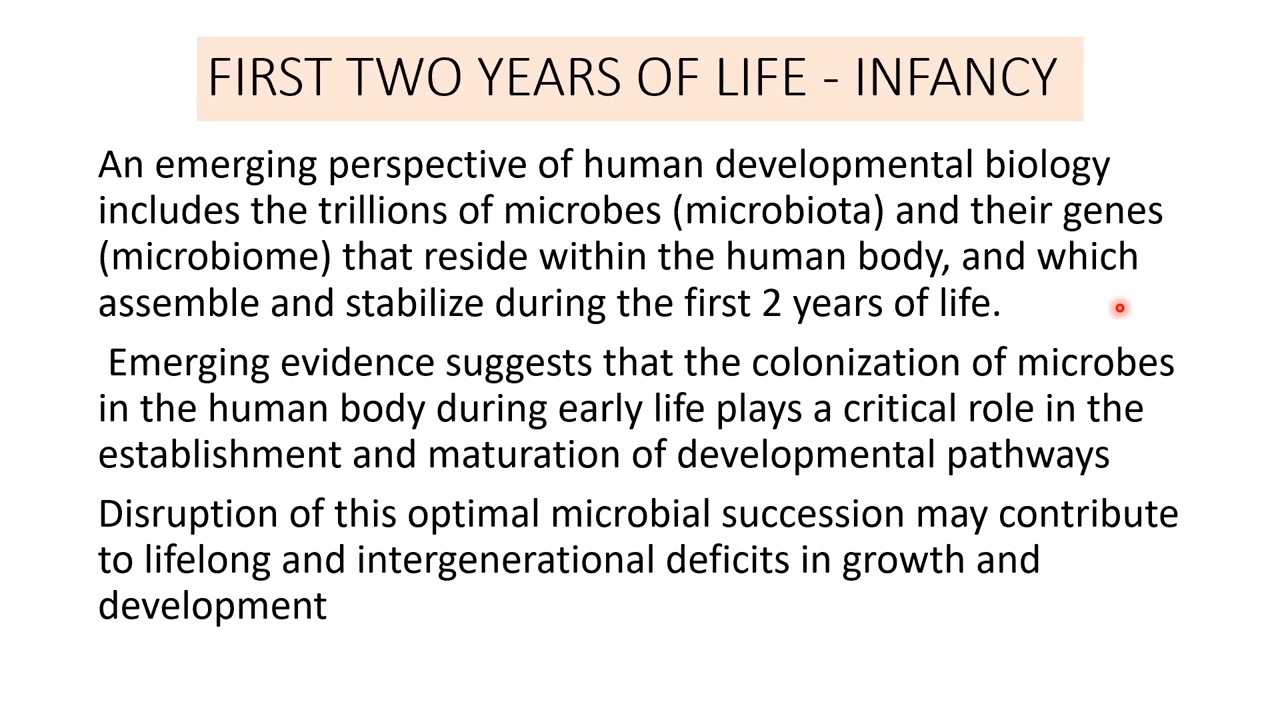 FIRST TWO YEARS OF LIFE - INFANCY
An emerging perspective of human developmental biology
includes the trillions of microbes (microbiota) and their genes
(microbiome) that reside within the human body, and which
assemble and stabilize during the first 2 years of life.
Emerging evidence suggests that the colonization of microbes
in the human body during early life plays a critical role in the
establishment and maturation of developmental pathways
Disruption of this optimal microbial succession may contribute
to lifelong and intergenerational deficits in growth and
development